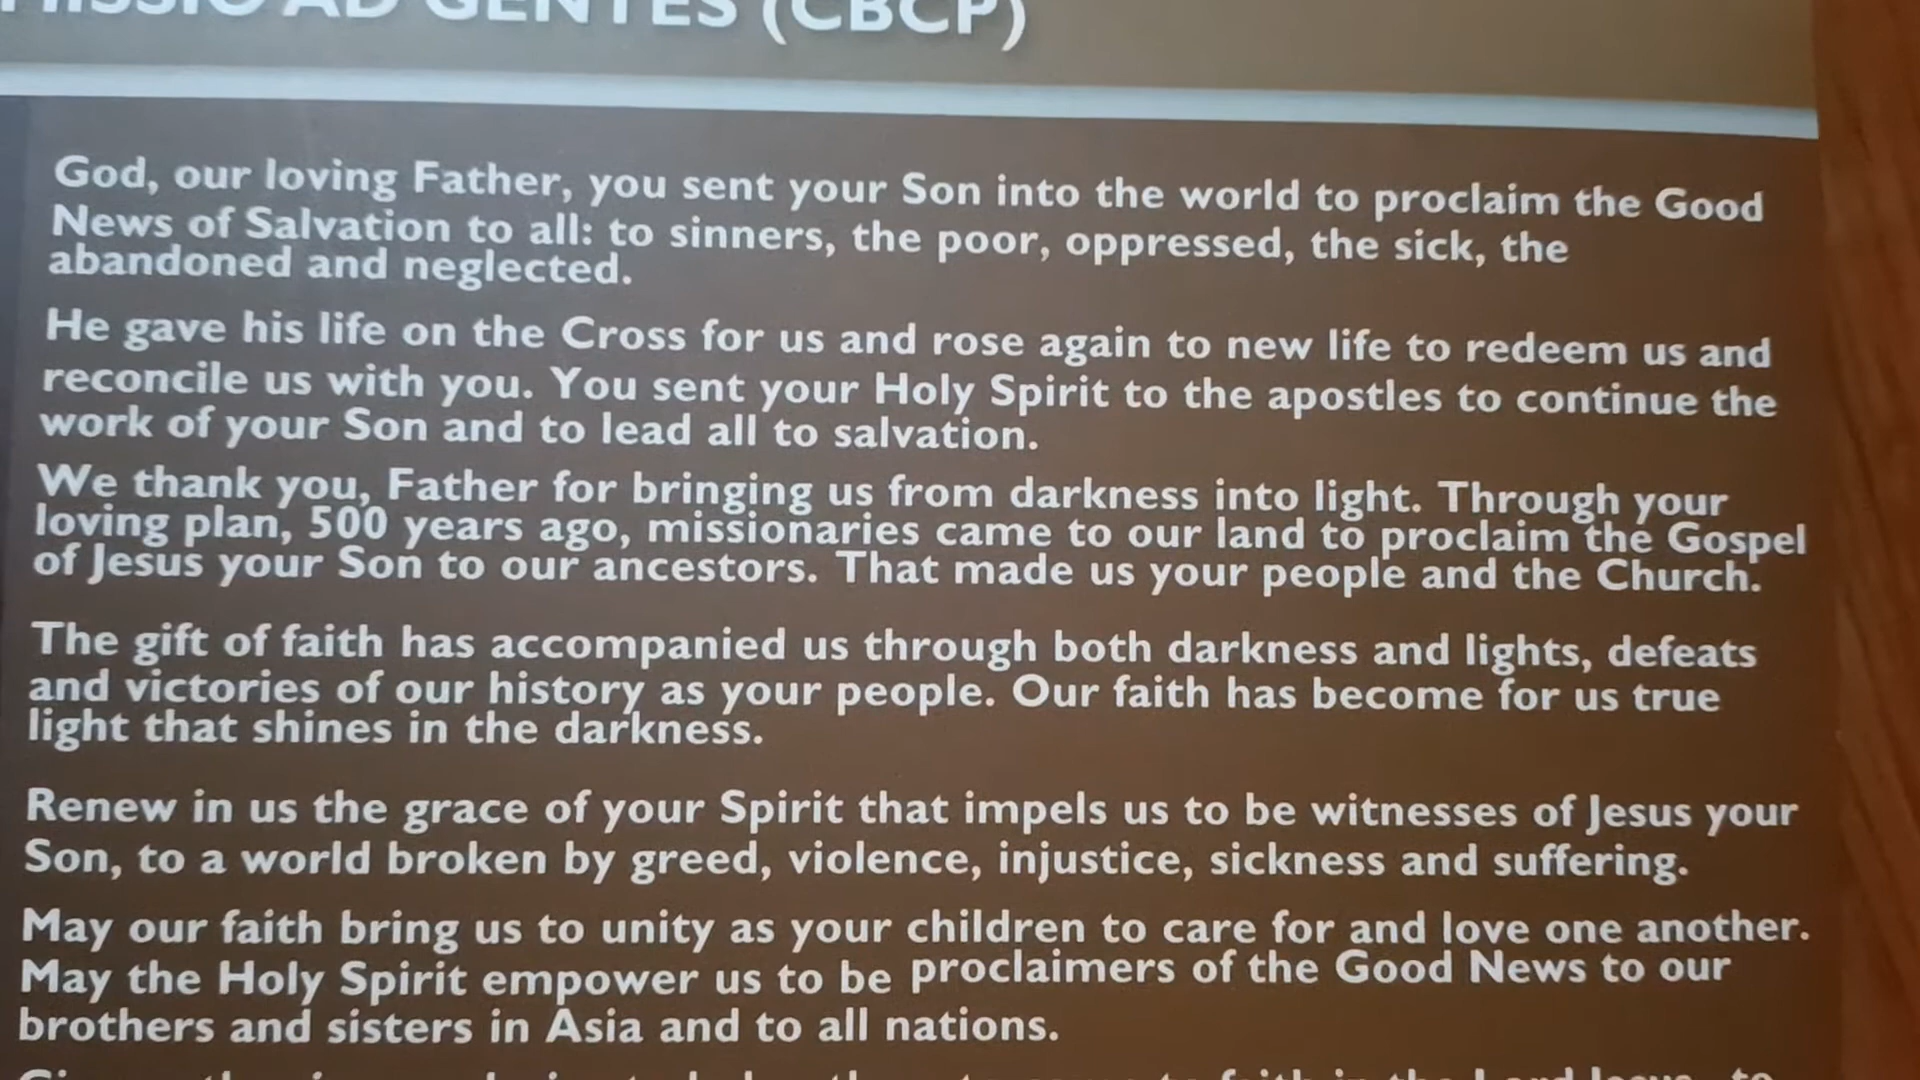 MISSIO AD GENTES (CBCP)
God, our loving Father, you sent your Son into the world to proclaim the Good
News of Salvation to all: to sinners, the poor, oppressed, the sick, the
abandoned and neglected.
He gave his life on the Cross for us and rose again to new life to redeem us and
reconcile us with you. You sent your Holy Spirit to the apostles to continue the
work of your Son and to lead all to salvation.
We thank you, Father for bringing us from darkness into light. Through your
loving plan, 500 years ago, missionaries came to our land to proclaim the Gospel
of Jesus your Son to our ancestors. That made us your people and the Church.
The gift of faith has accompanied us through both darkness and lights, defeats
and victories of our history as your people. Our faith has become for us true
light that shines in the darkness.
Renew in us the grace of your Spirit that impels us to be witnesses of Jesus your
Son, to a world broken by greed, violence, injustice, sickness and suffering.
May our faith bring us to unity as your children to care for and love one another.
May the Holy Spirit empower us to be proclaimers of the Good News to our
brothers and sisters in Asia and to all nations.
faith in the Lord Jesus, to